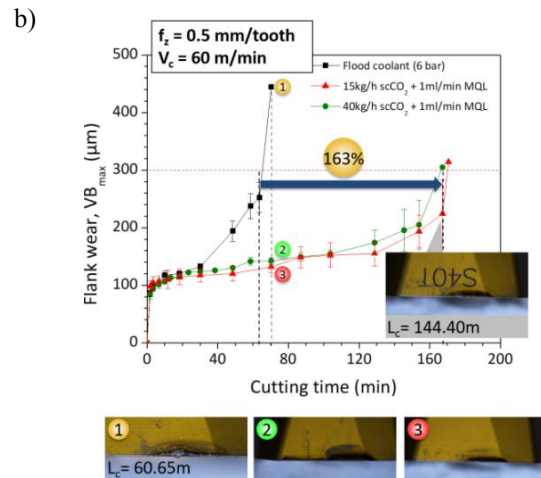 b)
f_z = 0.5 mm/tooth
V_c = 60 m/min
Flood coolant (6 bar)
15kg/h scCO₂ + 1ml/min MQL
40kg/h scCO₂ + 1ml/min MQL
500
400
300
200
100
0
Flank wear, VB_max (µm)
1
163%
2
3
S40T
L_c= 144.40m
0
40
80
120
160
200
Cutting time (min)
1
2
3
L_c= 60.65m